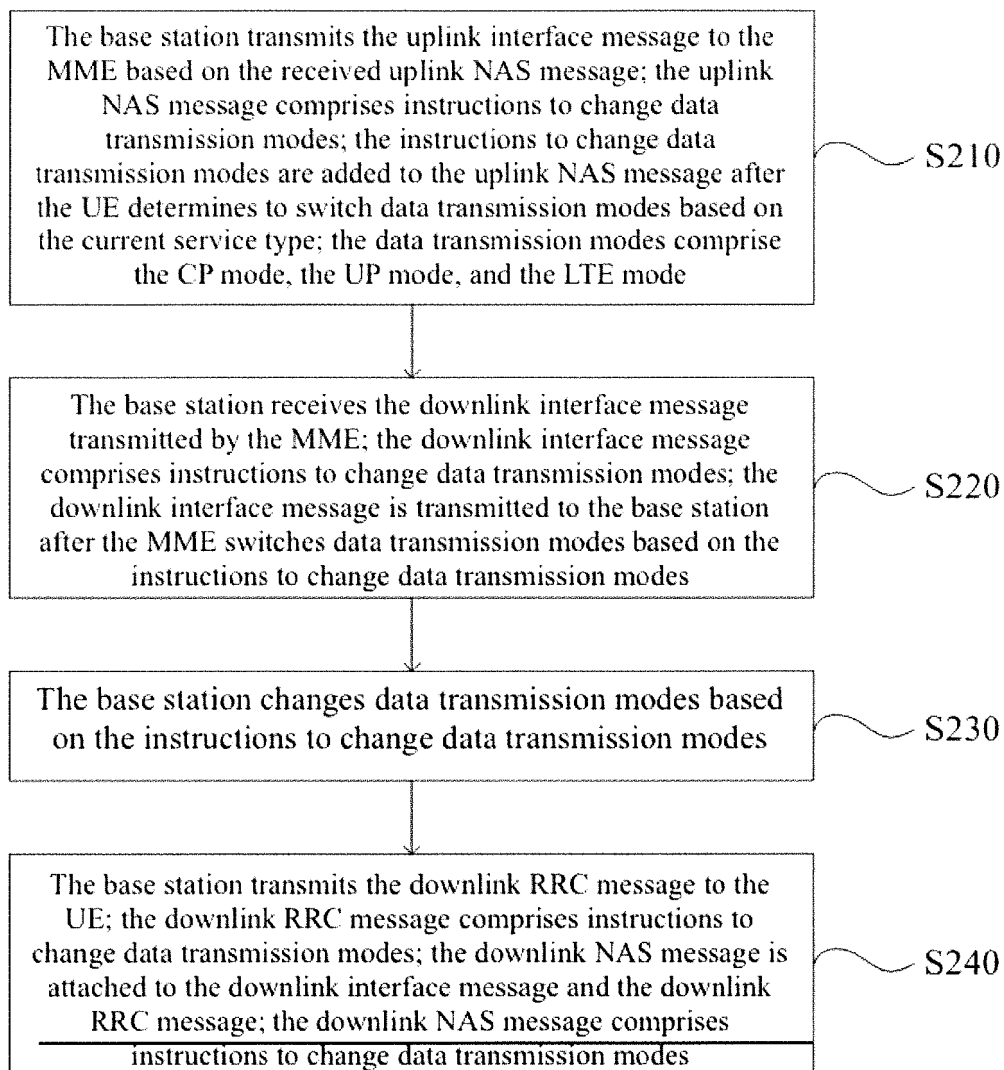 The base station transmits the uplink interface message to the
MME based on the received uplink NAS message; the uplink
NAS message comprises instructions to change data
transmission modes; the instructions to change data
transmission modes are added to the uplink NAS message after
the UE determines to switch data transmission modes based on
the current service type; the data transmission modes comprise
the CP mode, the UP mode, and the LTE mode
S210
The base station receives the downlink interface message
transmitted by the MME; the downlink interface message
comprises instructions to change data transmission modes; the
downlink interface message is transmitted to the base station
after the MME switches data transmission modes based on the
instructions to change data transmission modes
S220
The base station changes data transmission modes based
on the instructions to change data transmission modes
S230
The base station transmits the downlink RRC message to the
UE; the downlink RRC message comprises instructions to
change data transmission modes; the downlink NAS message is
attached to the downlink interface message and the downlink
RRC message; the downlink NAS message comprises
instructions to change data transmission modes
S240